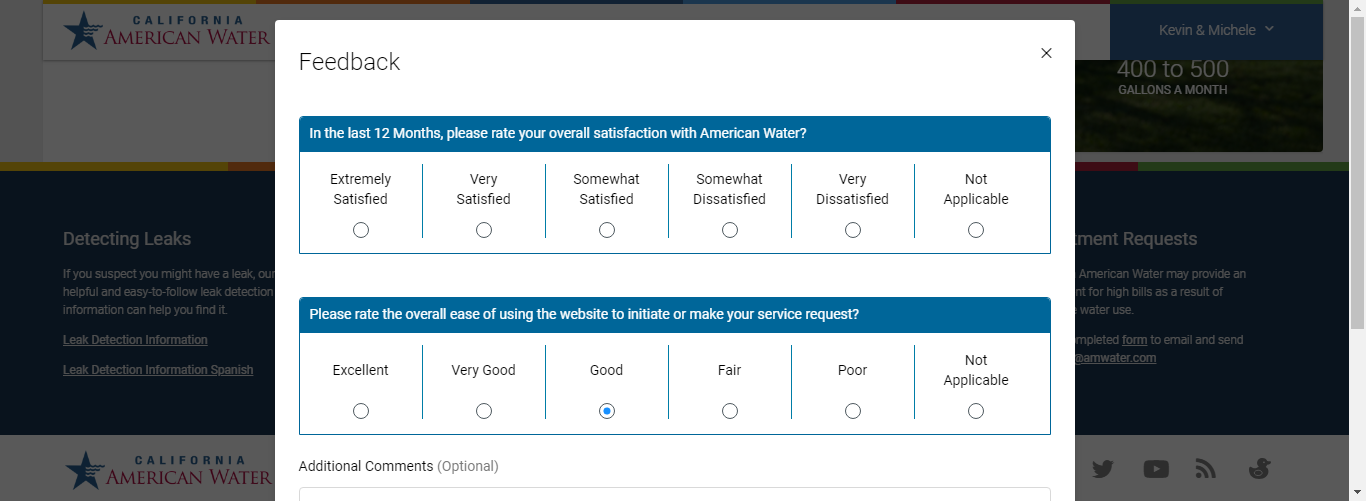 CALIFORNIA
AMERICAN WATER
Kevin & Michele
400 to 500
GALLONS A MONTH
Feedback
In the last 12 Months, please rate your overall satisfaction with American Water?
Extremely
Satisfied
Very
Satisfied
Somewhat
Satisfied
Somewhat
Dissatisfied
Very
Dissatisfied
Not
Applicable
Please rate the overall ease of using the website to initiate or make your service request?
Excellent
Very Good
Good
Fair
Poor
Not
Applicable
Additional Comments (Optional)
Detecting Leaks
If you suspect you might have a leak, our
helpful and easy-to-follow leak detection
information can help you find it.
Leak Detection Information
Leak Detection Information Spanish
Requests
American Water may provide an
for high bills as a result of
water use.
form to email and send
@amwater.com
CALIFORNIA
AMERICAN WATER